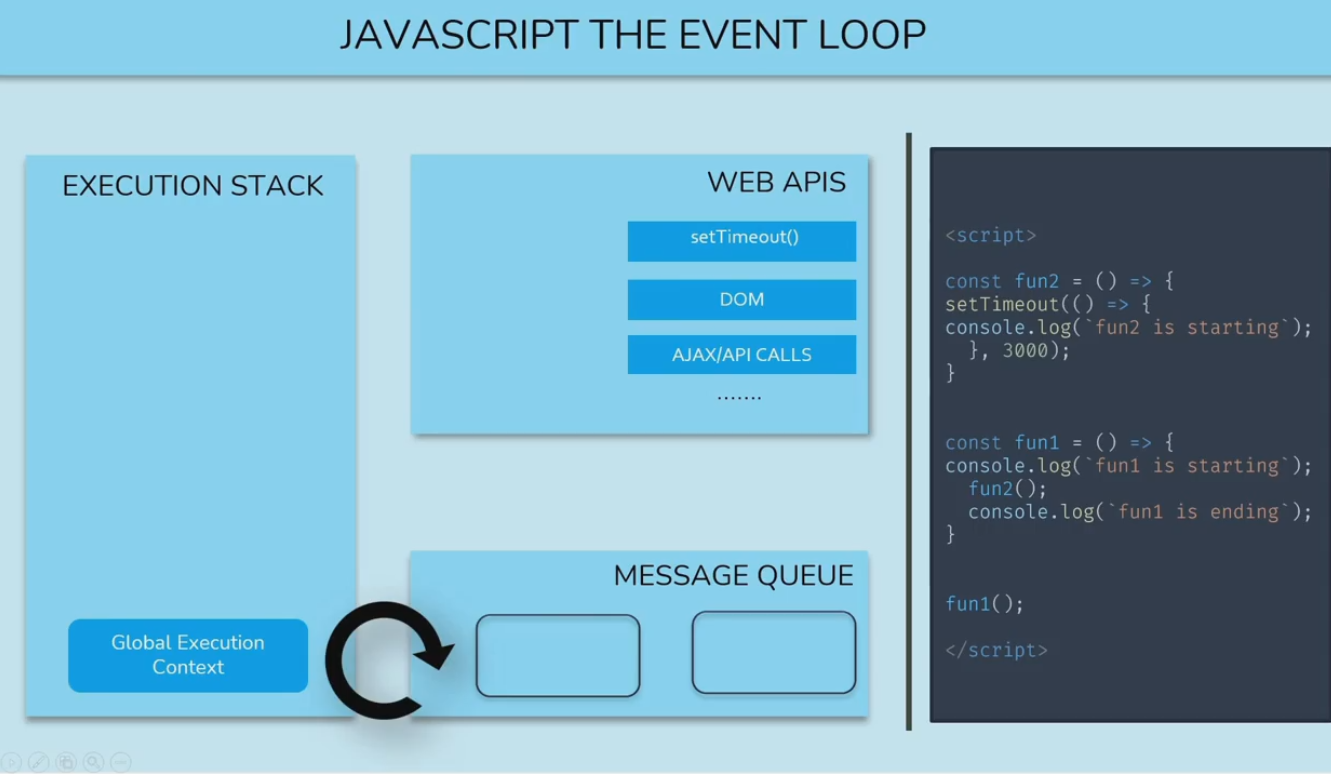 JAVASCRIPT THE EVENT LOOP
EXECUTION STACK
Global Execution
Context
WEB APIS
setTimeout()
DOM
AJAX/API CALLS
.......
MESSAGE QUEUE
<script>
const fun2 = () => {
setTimeout(() => {
console.log(`fun2 is starting`);
  }, 3000);
}
const fun1 = () => {
console.log(`fun1 is starting`);
  fun2();
  console.log(`fun1 is ending`);
}
fun1();
</script>